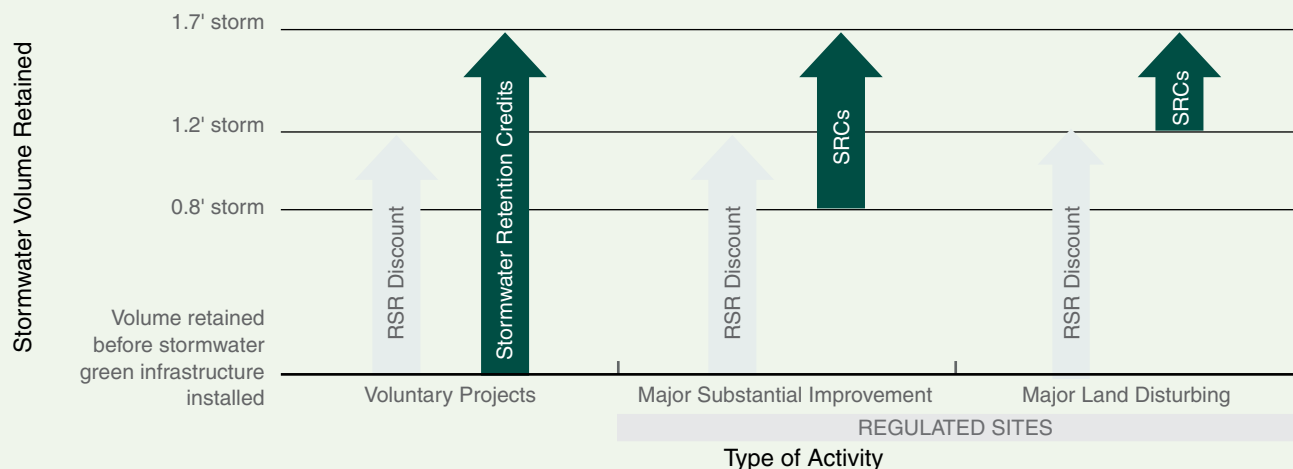 Stormwater Volume Retained
1.7' storm
1.2' storm
0.8' storm
Volume retained
before stormwater
green infrastructure
installed
RSR Discount
Stormwater Retention Credits
RSR Discount
SRCs
RSR Discount
SRCs
Voluntary Projects
Major Substantial Improvement
Major Land Disturbing
REGULATED SITES
Type of Activity